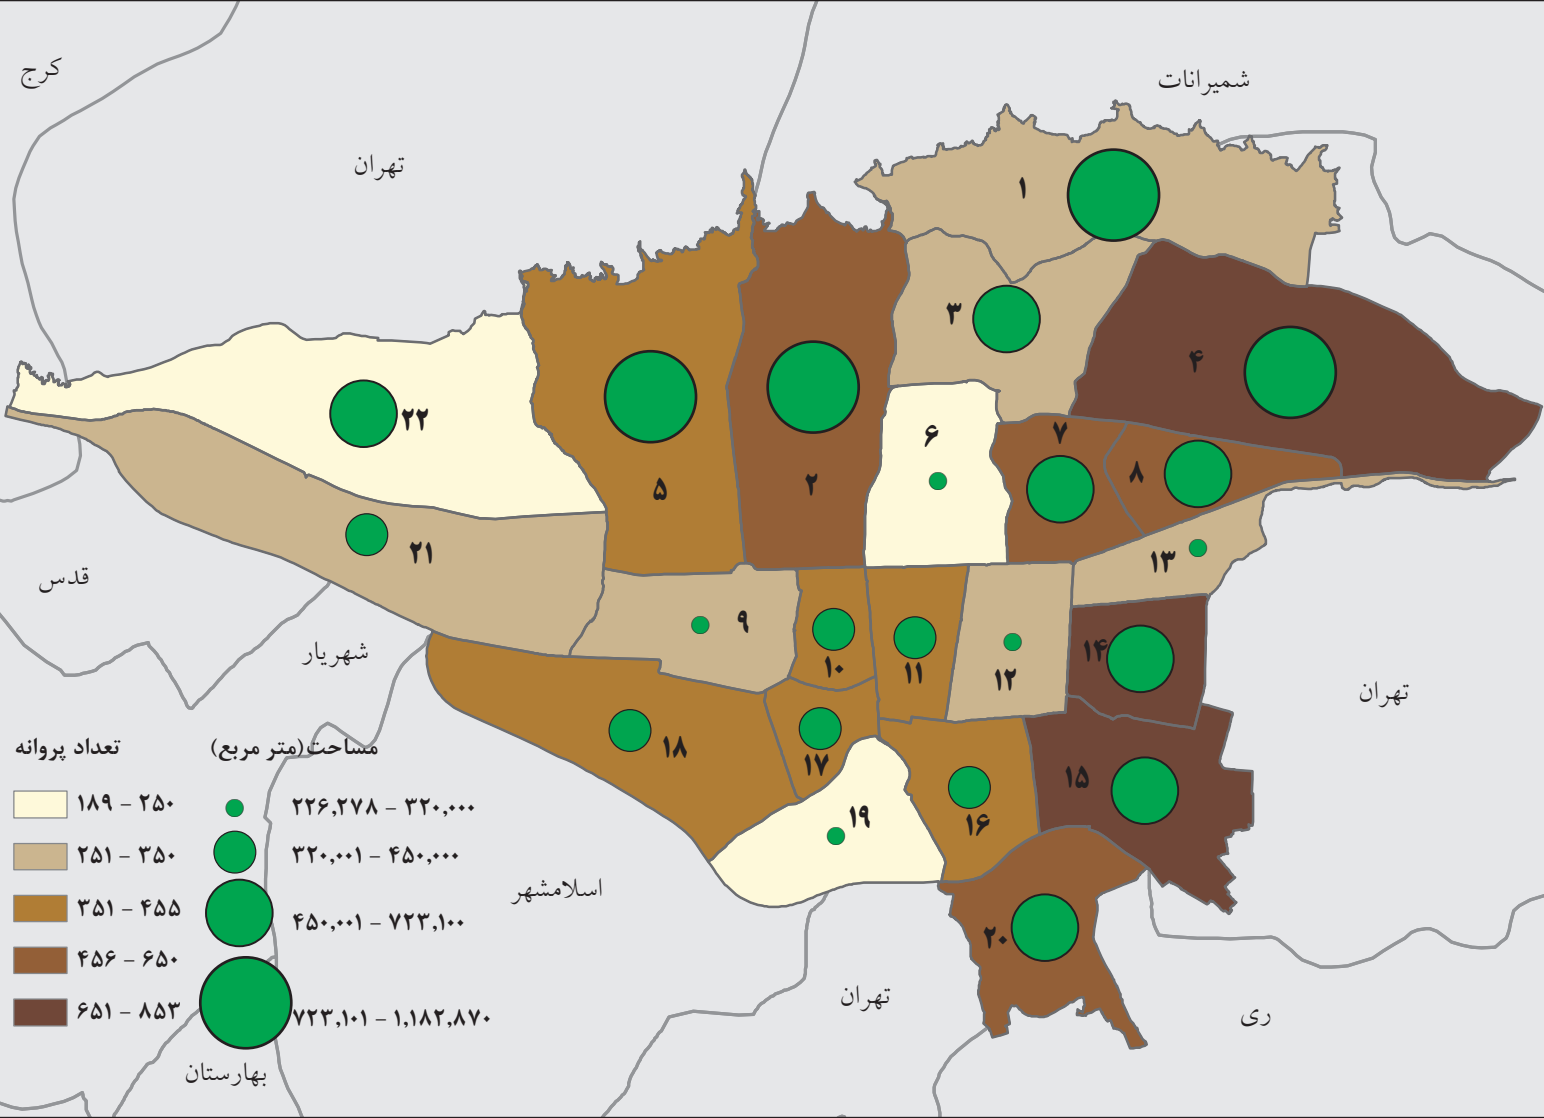 کرج
شمیرانات
تهران
۱
۳
۴
۲۲
۶
۷
۸
۵
۲
۲۱
۱۳
قدس
۹
۱۰
۱۱
۱۲
۱۴
شهریار
تهران
۱۸
۱۷
۱۵
۱۹
۱۶
تعداد پروانه
۱۸۹ – ۲۵۰
۲۵۱ – ۳۵۰
۳۵۱ – ۴۵۵
۴۵۶ – ۶۵۰
۶۵۱ – ۸۵۳
مساحت(متر مربع)
۲۲۶,۲۷۸ – ۳۲۰,۰۰۰
۳۲۰,۰۰۱ – ۴۵۰,۰۰۰
۴۵۰,۰۰۱ – ۷۲۳,۱۰۰
۷۲۳,۱۰۱ – ۱,۱۸۲,۸۷۰
اسلامشهر
۲۰
تهران
ری
بهارستان